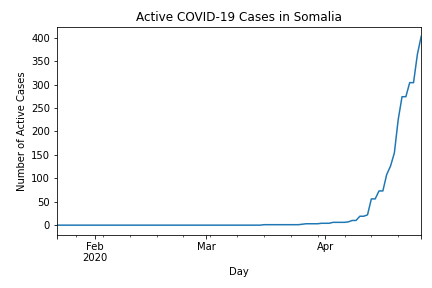 Active COVID-19 Cases in Somalia
Number of Active Cases
400
350
300
250
200
150
100
50
0
Feb
2020
Mar
Apr
Day